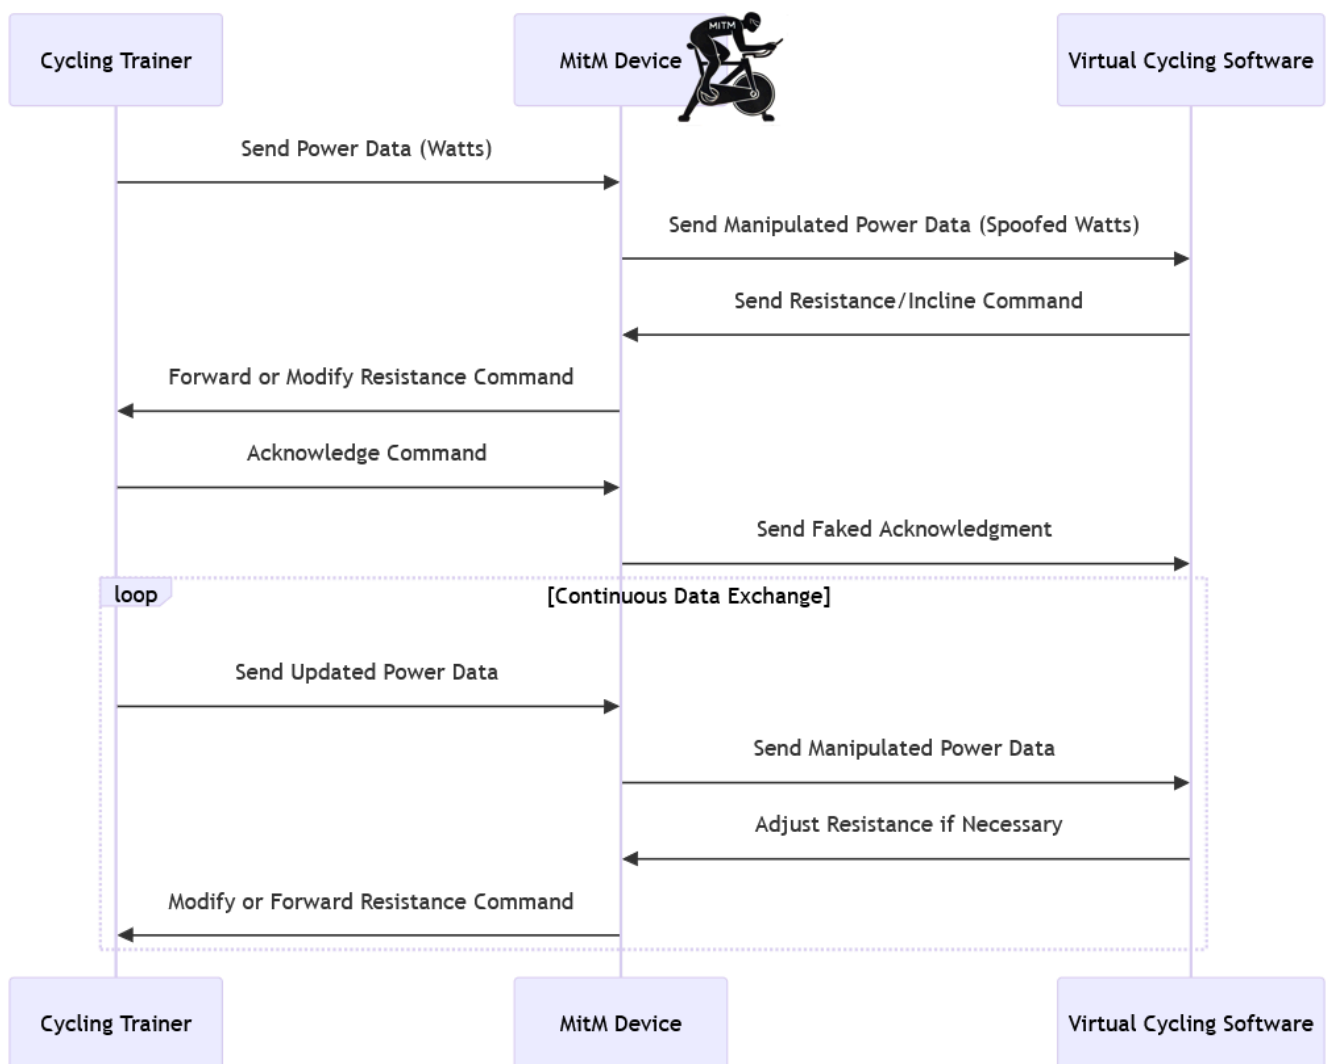 Cycling Trainer
MitM Device
MITM
Virtual Cycling Software
Send Power Data (Watts)
Send Manipulated Power Data (Spoofed Watts)
Send Resistance/Incline Command
Forward or Modify Resistance Command
Acknowledge Command
Send Faked Acknowledgment
loop
[Continuous Data Exchange]
Send Updated Power Data
Send Manipulated Power Data
Adjust Resistance if Necessary
Modify or Forward Resistance Command
Cycling Trainer
MitM Device
Virtual Cycling Software